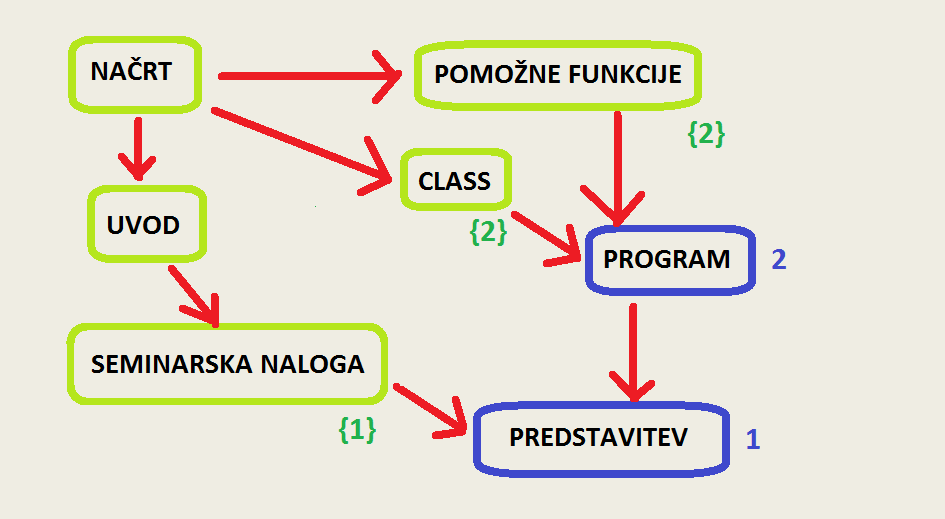 NAČRT
POMOŽNE FUNKCIJE
{2}
CLASS
{2}
UVOD
PROGRAM 2
SEMINARSKA NALOGA
{1}
PREDSTAVITEV 1